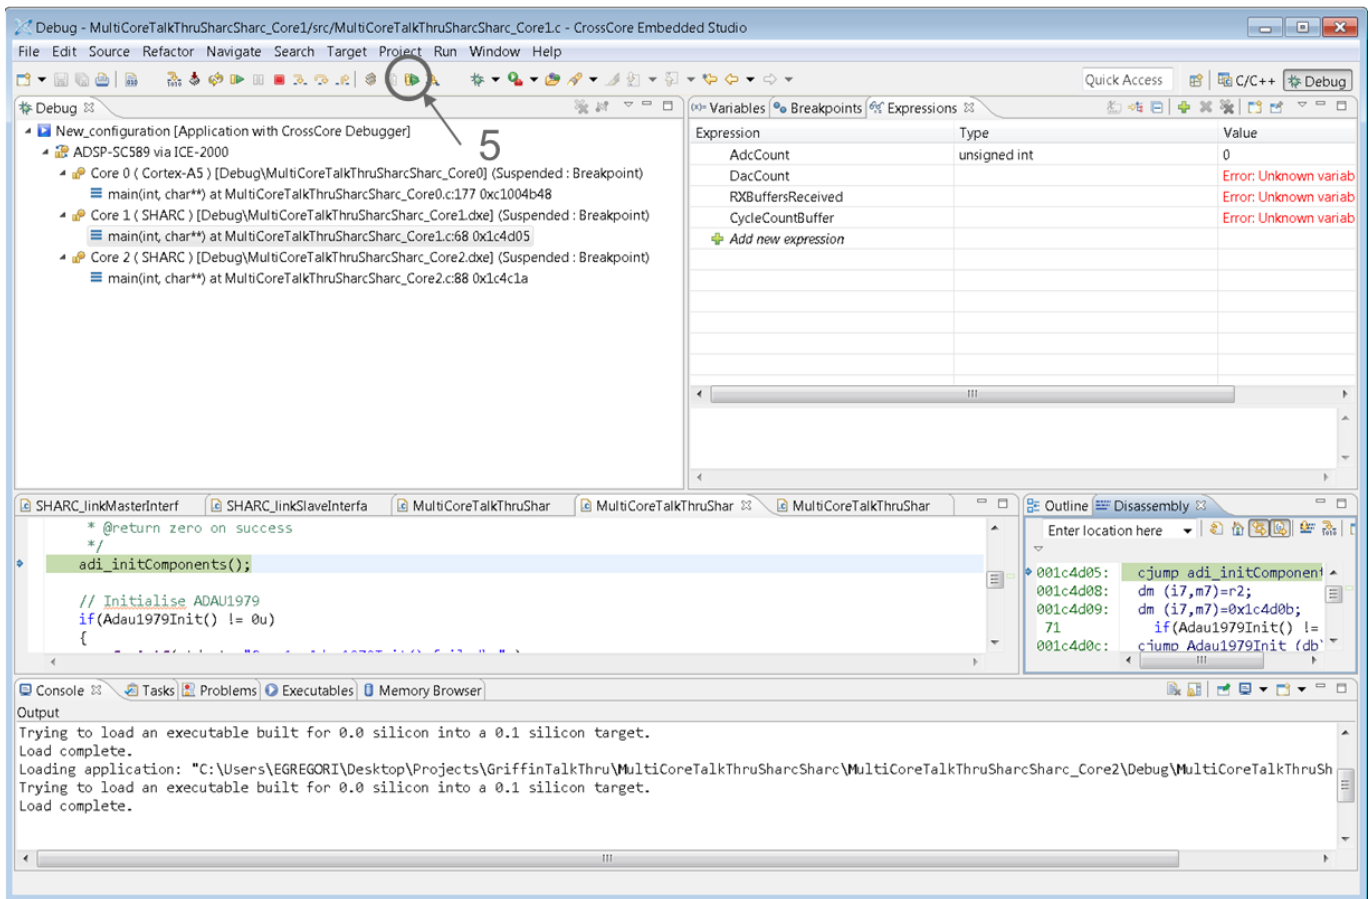 Debug - MultiCoreTalkThruSharcSharc_Core1/src/MultiCoreTalkThruSharcSharc_Core1.c - CrossCore Embedded Studio
File Edit Source Refactor Navigate Search Target Project Run Window Help
Quick Access C/C++ Debug
Debug
5
New_configuration [Application with CrossCore Debugger]
ADSP-SC589 via ICE-2000
Core 0 ( Cortex-A5 ) [Debug\MultiCoreTalkThruSharcSharc_Core0] (Suspended : Breakpoint)
main(int, char**) at MultiCoreTalkThruSharcSharc_Core0.c:177 0xc1004b48
Core 1 ( SHARC ) [Debug\MultiCoreTalkThruSharcSharc_Core1.dxe] (Suspended : Breakpoint)
main(int, char**) at MultiCoreTalkThruSharcSharc_Core1.c:68 0x1c4d05
Core 2 ( SHARC ) [Debug\MultiCoreTalkThruSharcSharc_Core2.dxe] (Suspended : Breakpoint)
main(int, char**) at MultiCoreTalkThruSharcSharc_Core2.c:88 0x1c4c1a
(x)= Variables Breakpoints Expressions
Expression Type Value
AdcCount unsigned int 0
DacCount Error: Unknown variab
RXBuffersReceived Error: Unknown variab
CycleCountBuffer Error: Unknown variab
Add new expression
SHARC_linkMasterInterf SHARC_linkSlaveInterfa MultiCoreTalkThruShar MultiCoreTalkThruShar MultiCoreTalkThruShar
* @return zero on success
*/
adi_initComponents();
// Initialise ADAU1979
if(Adau1979Init() != 0u)
{
Outline Disassembly
Enter location here
001c4d05: cjump adi_initComponent
001c4d08: dm (i7,m7)=r2;
001c4d09: dm (i7,m7)=0x1c4d0b;
71 if(Adau1979Init() !=
001c4d0c: cjump Adau1979Init (db)
Console Tasks Problems Executables Memory Browser
Output
Trying to load an executable built for 0.0 silicon into a 0.1 silicon target.
Load complete.
Loading application: "C:\Users\EGREGORI\Desktop\Projects\GriffinTalkThru\MultiCoreTalkThruSharcSharc\MultiCoreTalkThruSharcSharc_Core2\Debug\MultiCoreTalkThruSh
Trying to load an executable built for 0.0 silicon into a 0.1 silicon target.
Load complete.